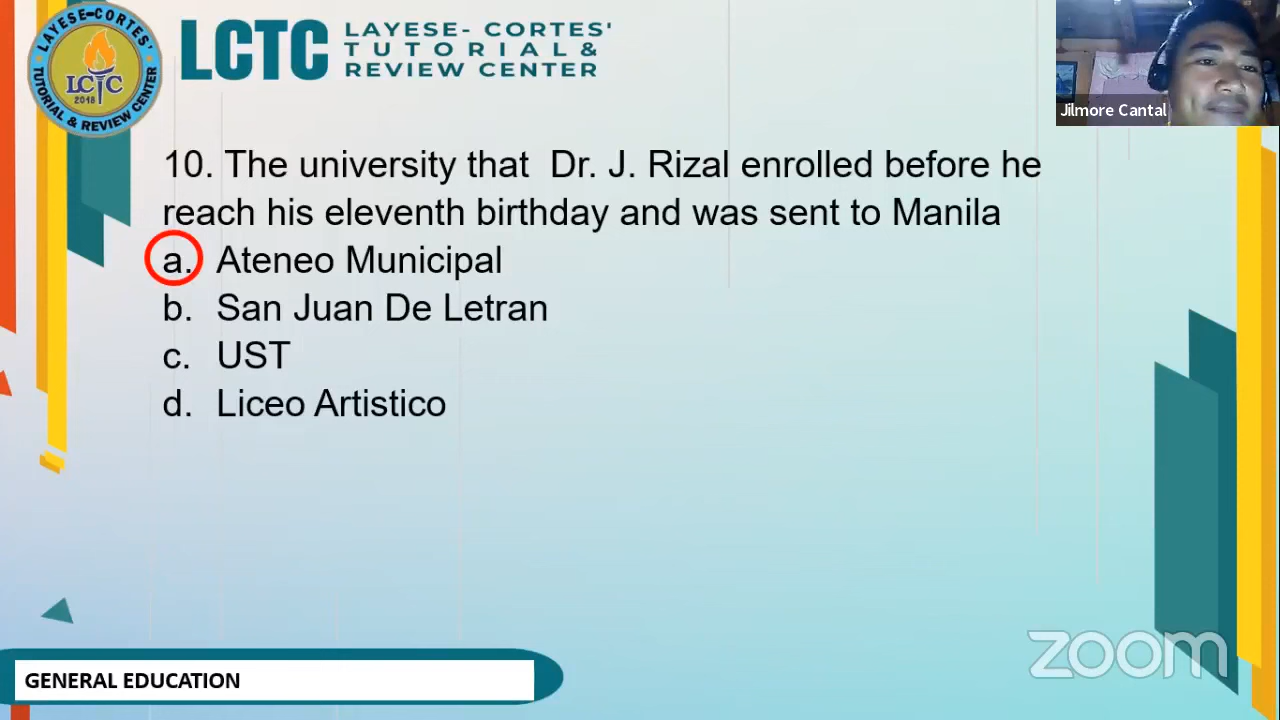 LAYESE-CORTES'
TUTORIAL & REVIEW CENTER
LCTC
2018
LCTC
LAYESE- CORTES'
TUTORIAL &
REVIEW CENTER
Jilmore Cantal
10. The university that Dr. J. Rizal enrolled before he
reach his eleventh birthday and was sent to Manila
a. Ateneo Municipal
b. San Juan De Letran
c. UST
d. Liceo Artistico
zoom
GENERAL EDUCATION